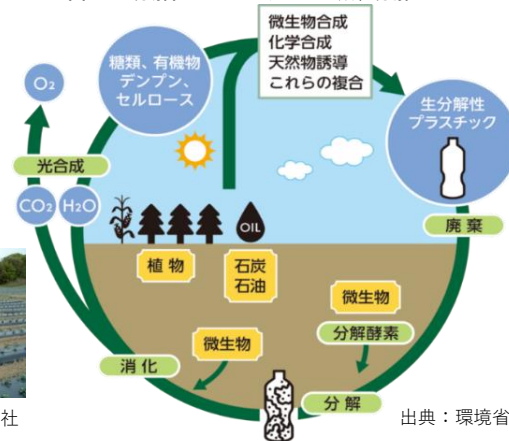 微生物合成
化学合成
天然物誘導
これらの複合
糖類、有機物
デンプン、
セルロース
O₂
生分解性
プラスチック
光合成
CO₂
H₂O
廃棄
OIL
植物
石炭
石油
微生物
分解酵素
微生物
消化
分解
社
出典：環境省